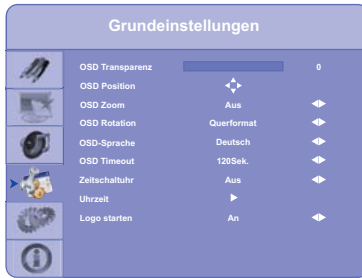 Grundeinstellungen
OSD Transparenz 0
OSD Position
OSD Zoom Aus
OSD Rotation Querformat
OSD-Sprache Deutsch
OSD Timeout 120Sek.
Zeitschaltuhr Aus
Uhrzeit
Logo starten An